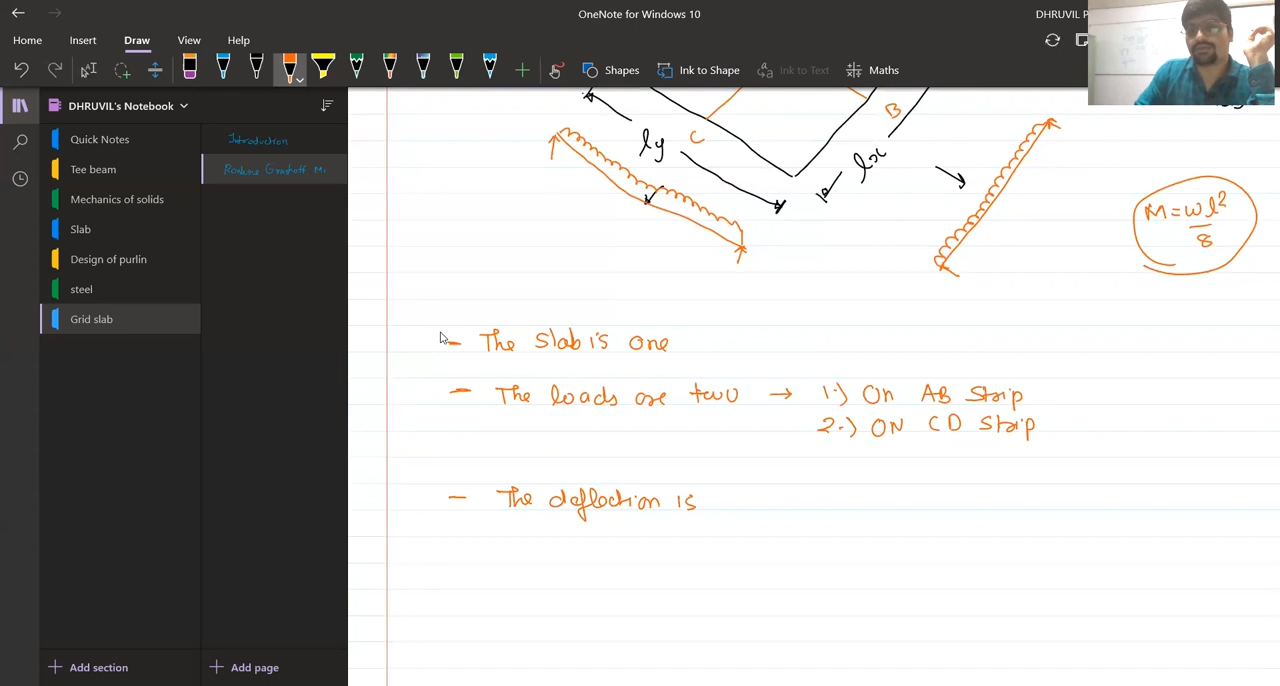 OneNote for Windows 10
DHRUVIL P
Home
Insert
Draw
View
Help
Shapes
Ink to Shape
Ink to Text
Maths
DHRUVIL's Notebook
Quick Notes
Tee beam
Mechanics of solids
Slab
Design of purlin
steel
Grid slab
Add section
Introduction
Add page
C
B
ly
lx
M = wl²/8
- The slab is one
- The loads are two → 1.) On AB Strip
2.) ON CD Strip
- The deflection is